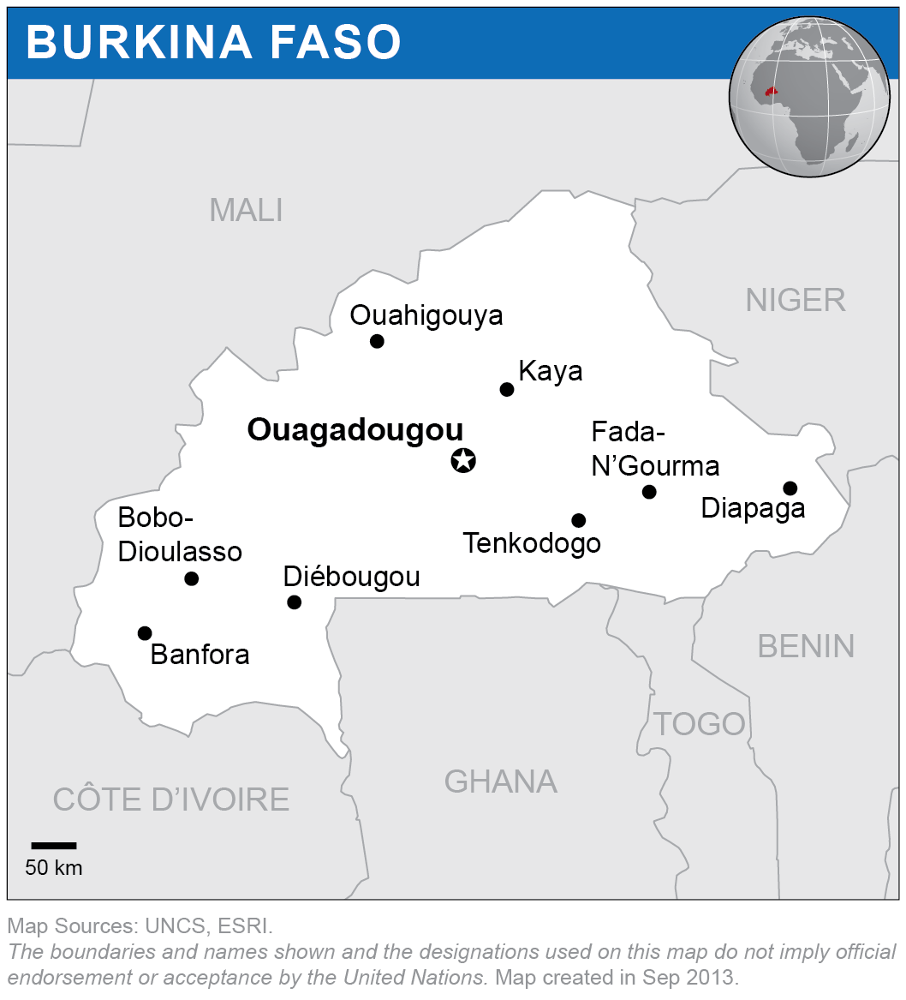 BURKINA FASO
MALI
NIGER
Ouahigouya
Kaya
Ouagadougou
Fada-
N’Gourma
Diapaga
Bobo-
Dioulasso
Tenkodogo
Diébougou
Banfora
BENIN
TOGO
GHANA
CÔTE D’IVOIRE
50 km
Map Sources: UNCS, ESRI.
The boundaries and names shown and the designations used on this map do not imply official
endorsement or acceptance by the United Nations. Map created in Sep 2013.